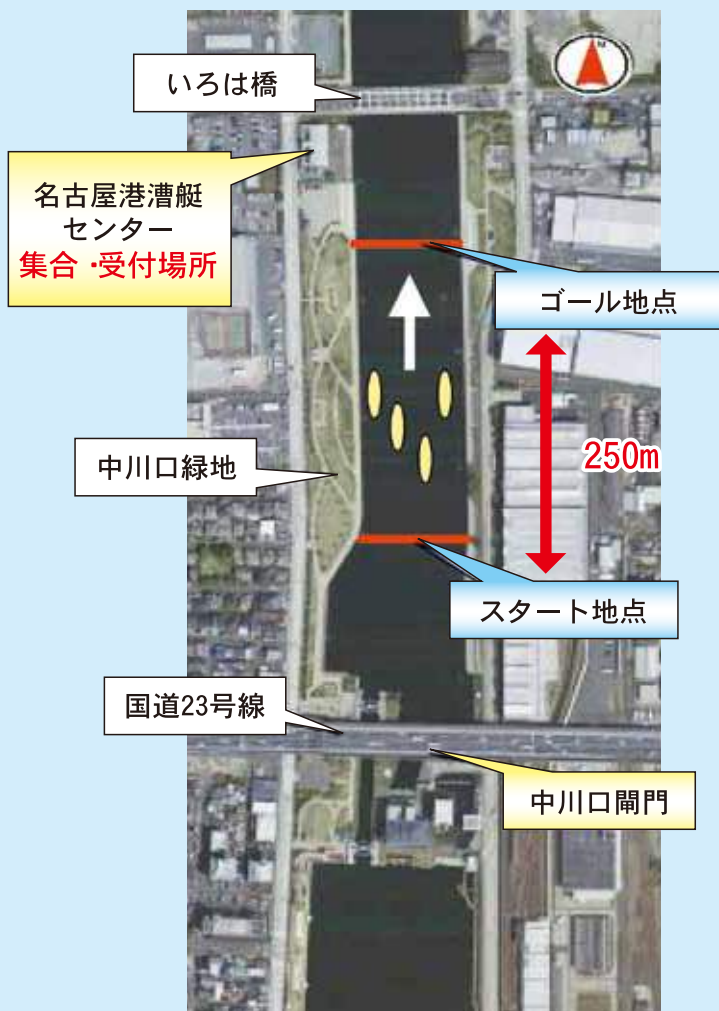 N
いろは橋
名古屋港漕艇
センター
集合・受付場所
ゴール地点
250m
中川口緑地
スタート地点
国道23号線
中川口閘門